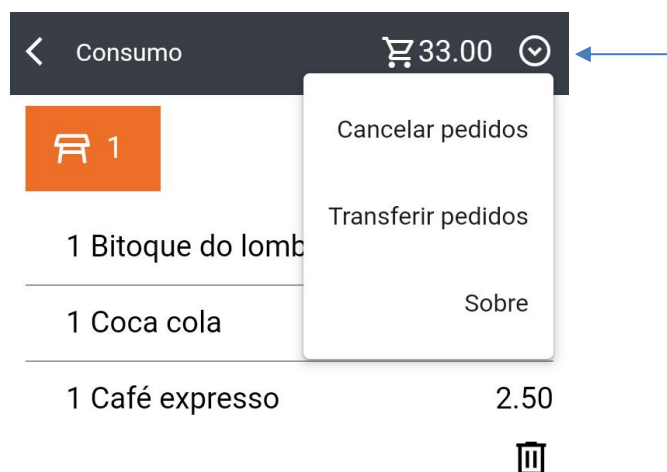 Consumo 33.00
Cancelar pedidos
1
Transferir pedidos
1 Bitoque do lomb
Sobre
1 Coca cola
1 Café expresso 2.50